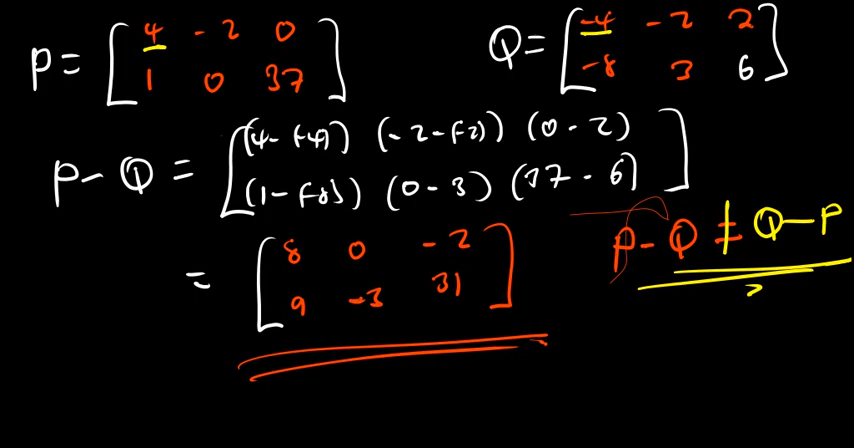 P = [ 4 -2 0 ] Q = [ -4 -2 2 ]
[ 1 0 37 ] [ -8 3 6 ]
P - Q = [ (4-(-4)) (-2-(-2)) (0-2) ]
[ (1-(-8)) (0-3) (37-6) ]
= [ 8 0 -2 ]
[ 9 -3 31 ]
P - Q ≠ Q - P